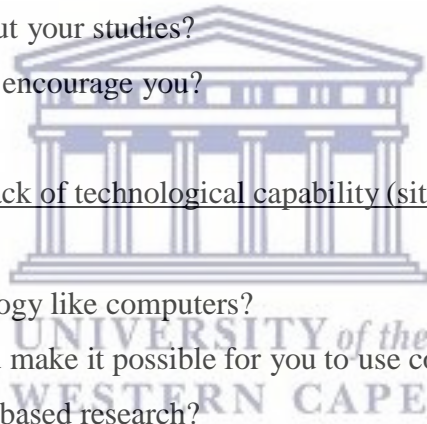 ut your studies?
encourage you?
ack of technological capability (sit
ogy like computers?
UNIVERSITY of the
make it possible for you to use co
WESTERN CAPE
based research?